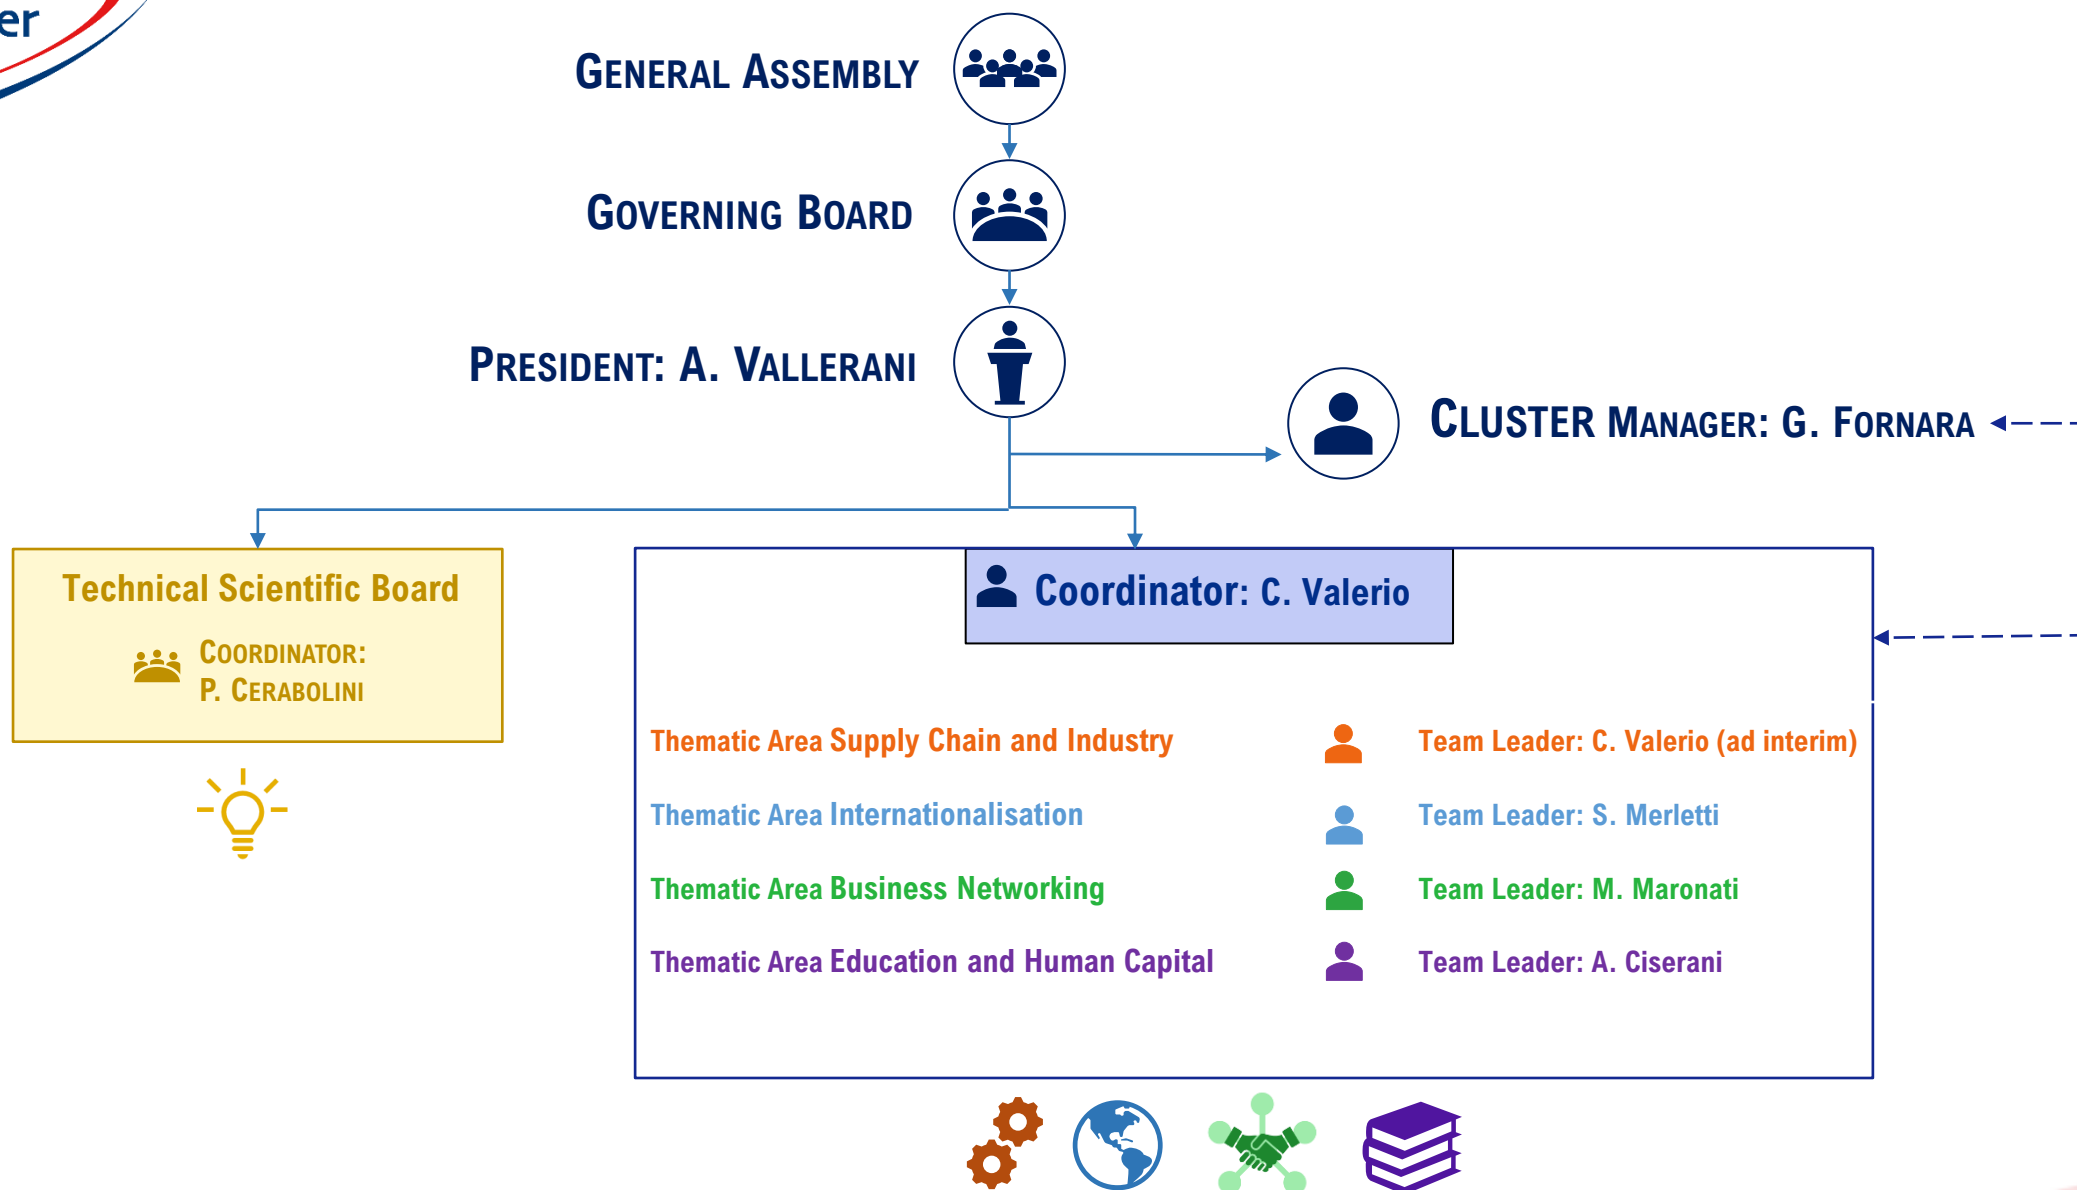 er
GENERAL ASSEMBLY
GOVERNING BOARD
PRESIDENT: A. VALLERANI
CLUSTER MANAGER: G. FORNARA
Technical Scientific Board
COORDINATOR:
P. CERABOLINI
Coordinator: C. Valerio
Thematic Area Supply Chain and Industry
Team Leader: C. Valerio (ad interim)
Thematic Area Internationalisation
Team Leader: S. Merletti
Thematic Area Business Networking
Team Leader: M. Maronati
Thematic Area Education and Human Capital
Team Leader: A. Ciserani